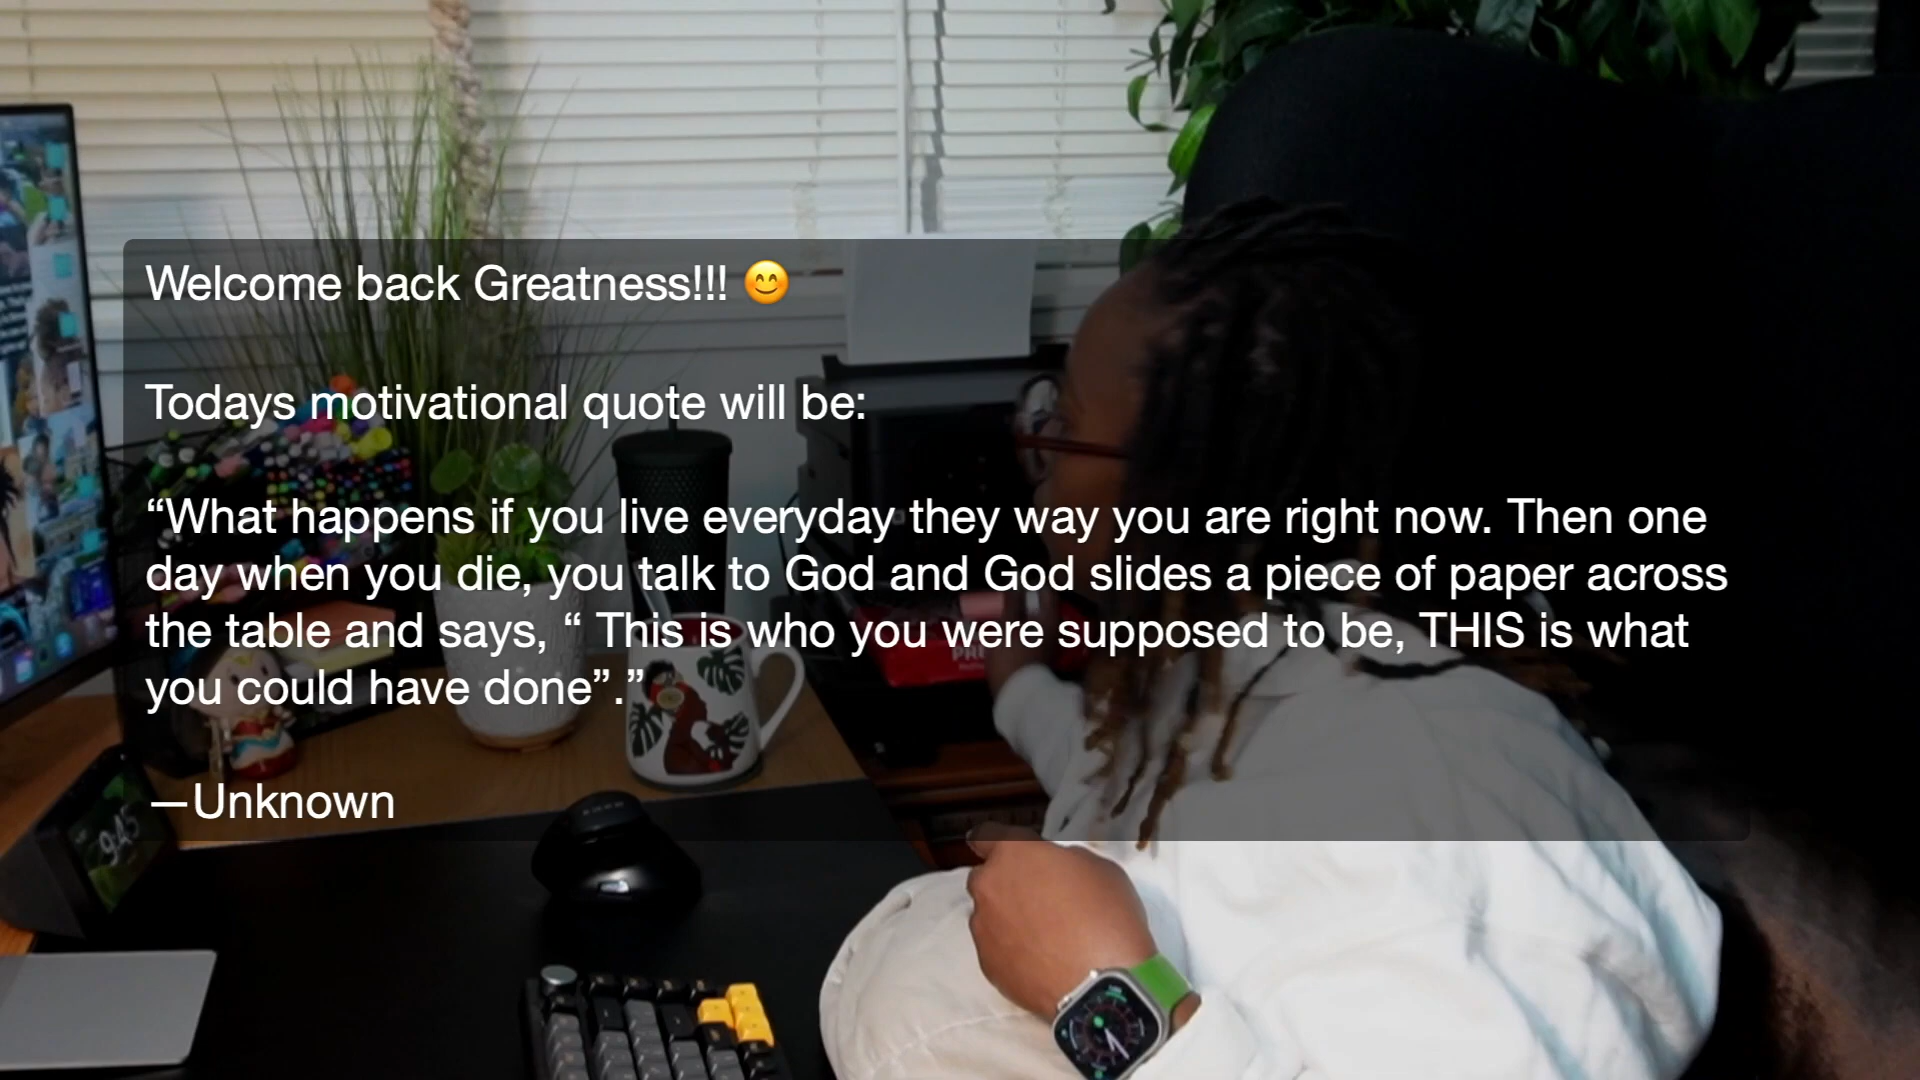 Welcome back Greatness!!! 😊
Todays motivational quote will be:
“What happens if you live everyday they way you are right now. Then one
day when you die, you talk to God and God slides a piece of paper across
the table and says, “ This is who you were supposed to be, THIS is what
you could have done”.”
—Unknown
9:45